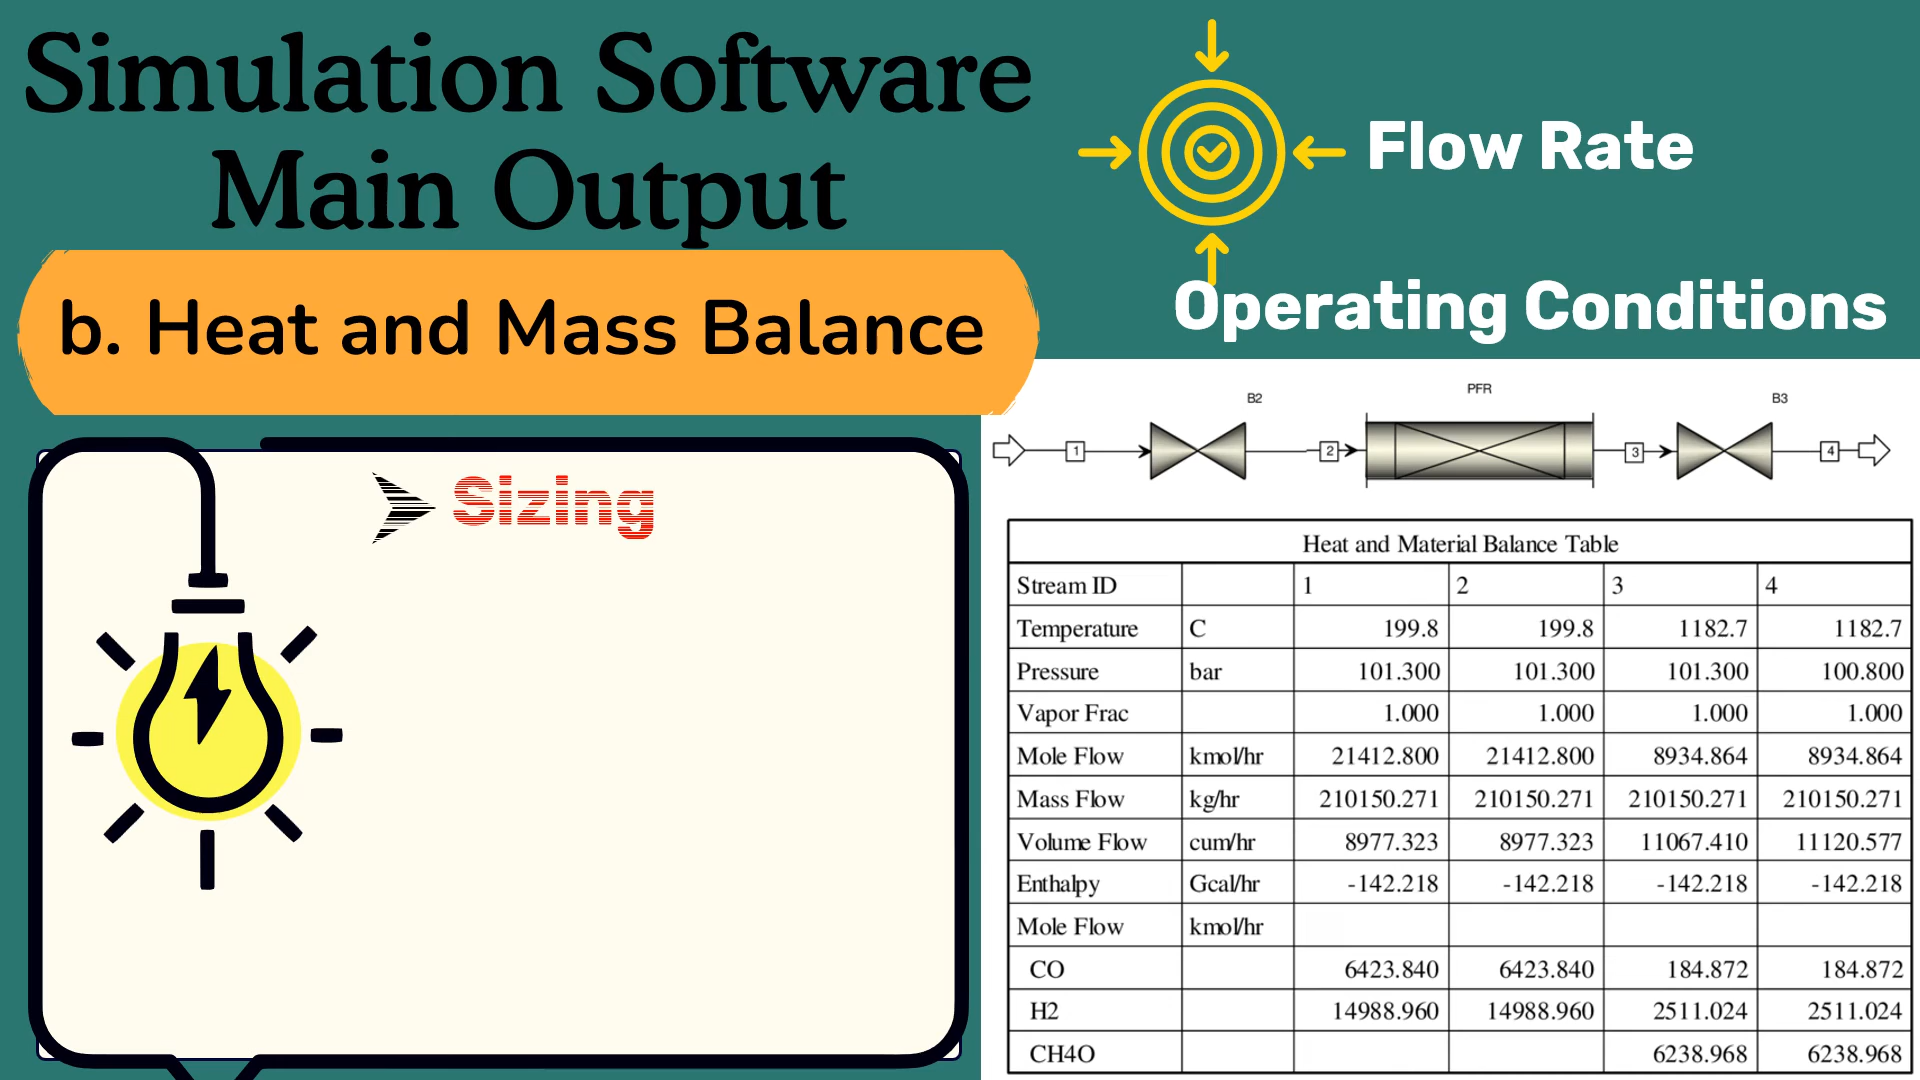 Simulation Software
Main Output
b. Heat and Mass Balance
Sizing
Flow Rate
Operating Conditions
B2 PFR B3
1 2 3 4
Heat and Material Balance Table
Stream ID 1 2 3 4
Temperature C 199.8 199.8 1182.7 1182.7
Pressure bar 101.300 101.300 101.300 100.800
Vapor Frac 1.000 1.000 1.000 1.000
Mole Flow kmol/hr 21412.800 21412.800 8934.864 8934.864
Mass Flow kg/hr 210150.271 210150.271 210150.271 210150.271
Volume Flow cum/hr 8977.323 8977.323 11067.410 11120.577
Enthalpy Gcal/hr -142.218 -142.218 -142.218 -142.218
Mole Flow kmol/hr
CO 6423.840 6423.840 184.872 184.872
H2 14988.960 14988.960 2511.024 2511.024
CH4O 6238.968 6238.968